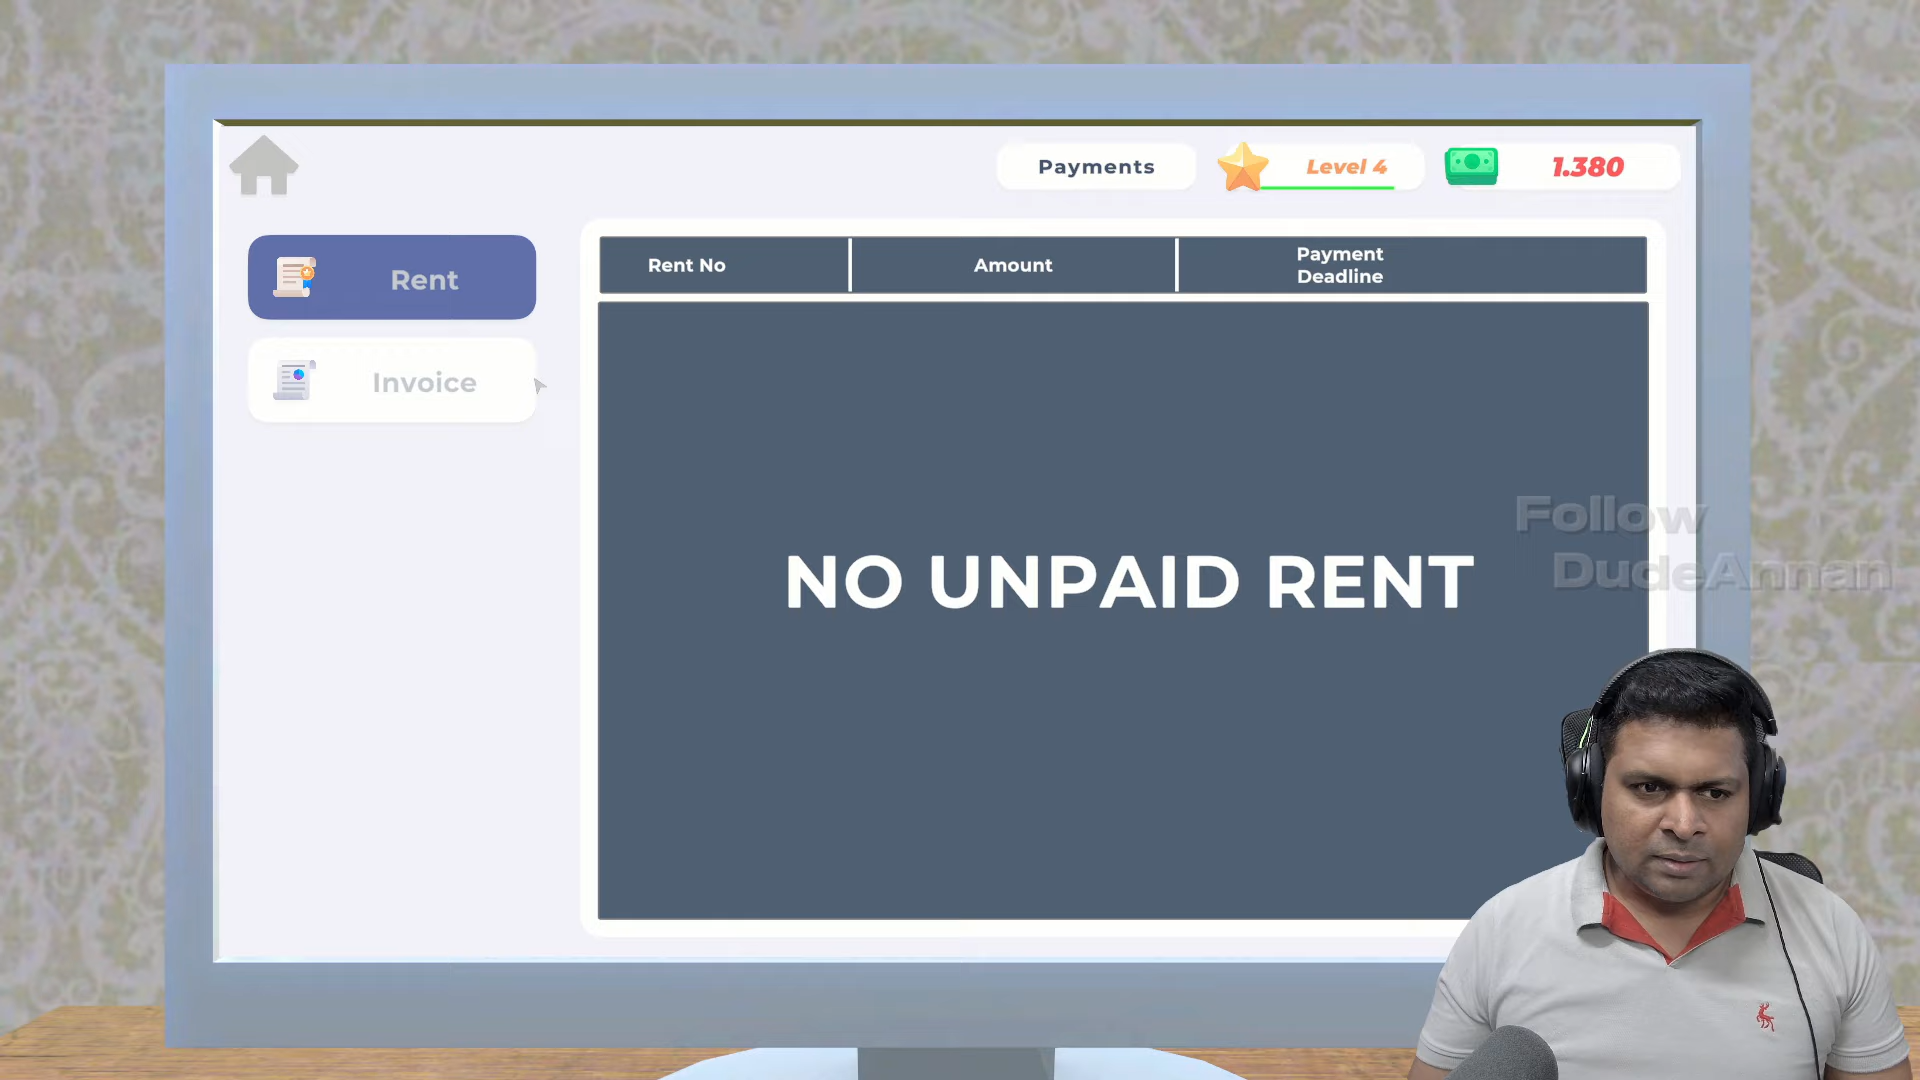 Payments
Level 4
1.380
Rent
Invoice
Rent No
Amount
Payment
Deadline
NO UNPAID RENT
Follow
DudeAnnan